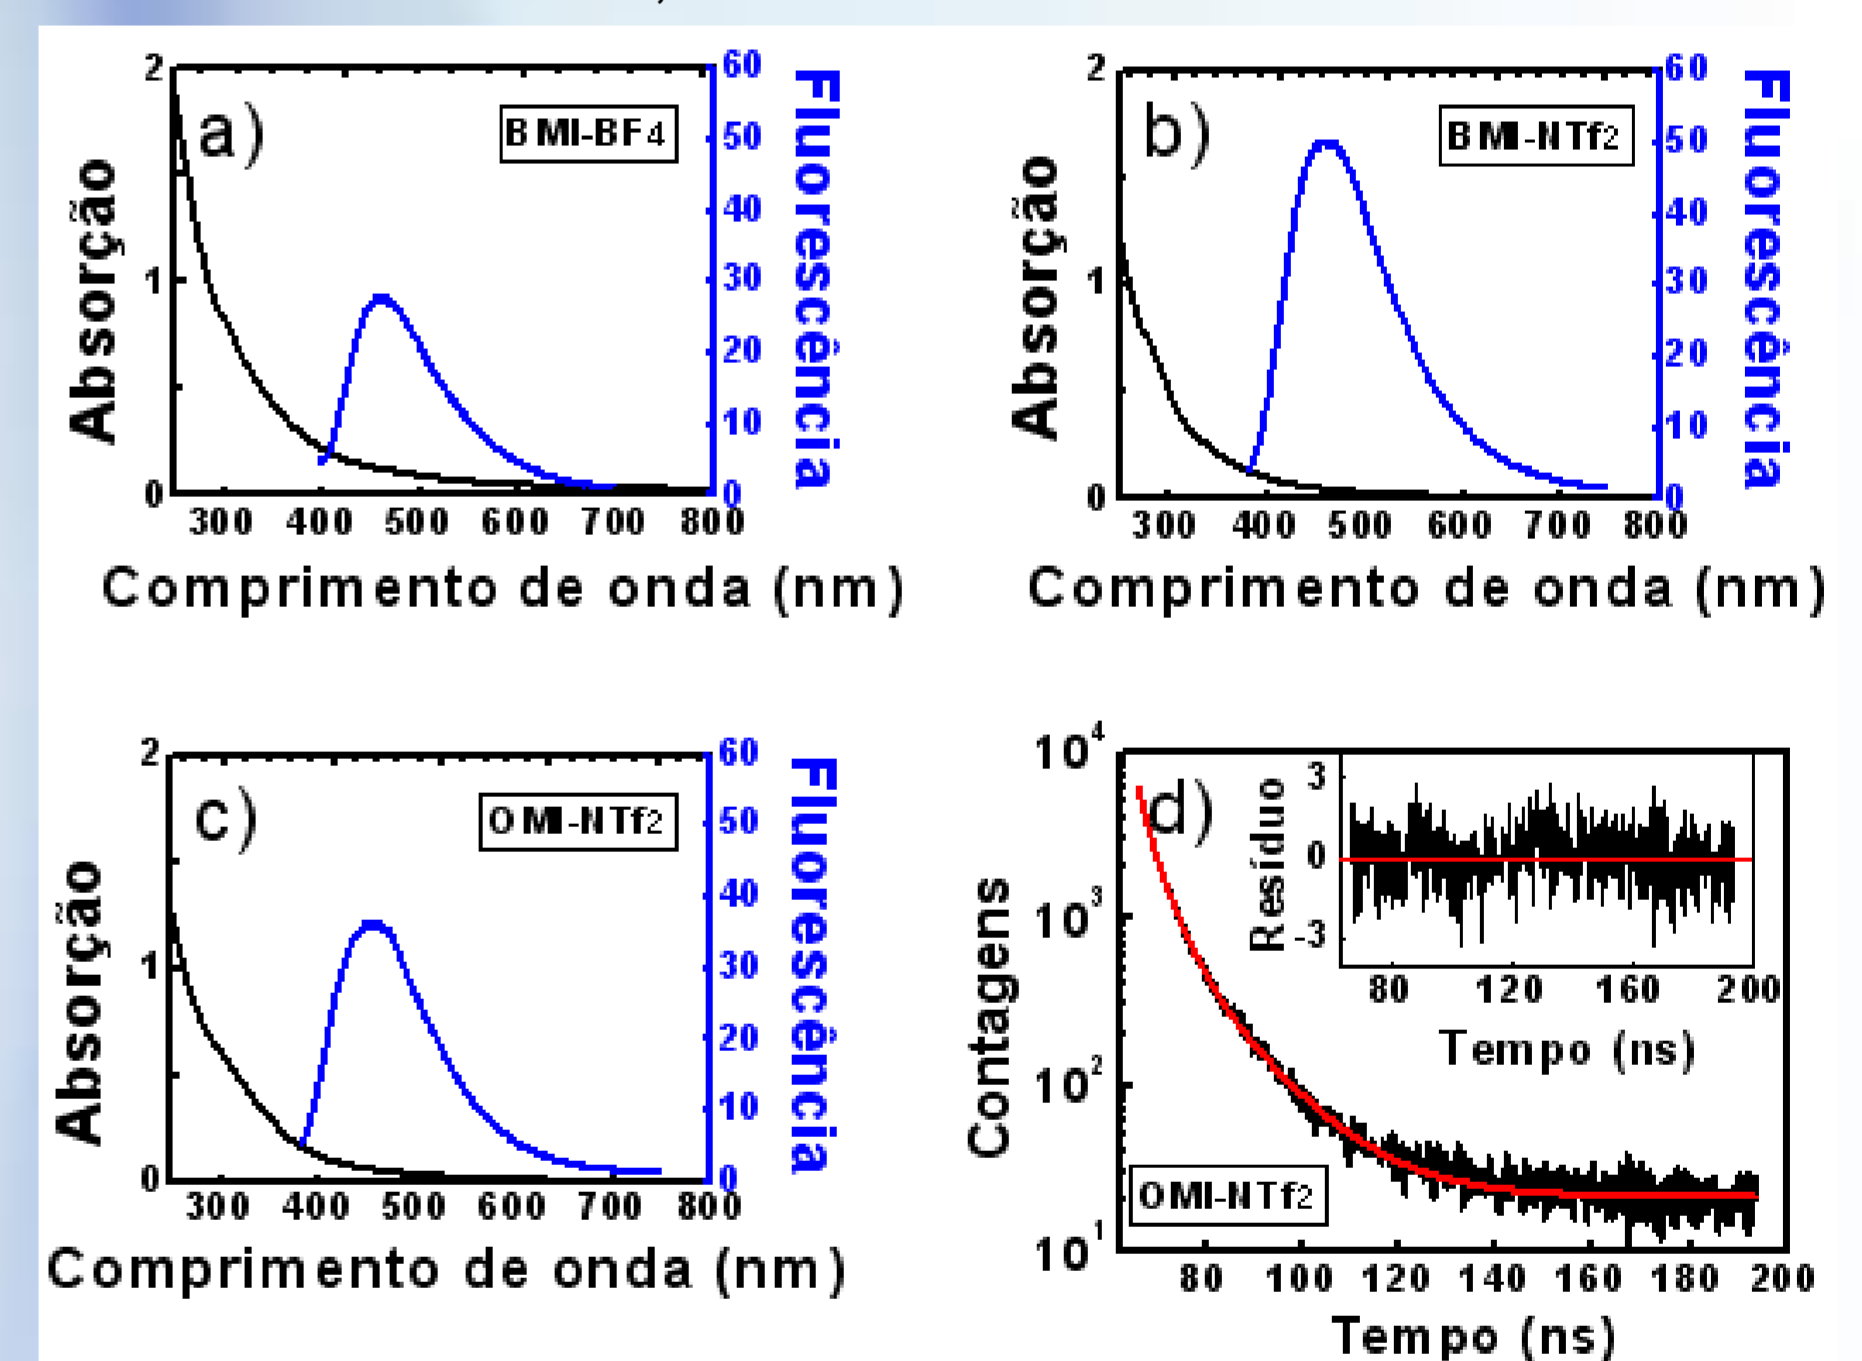 a)
BMI-BF4
Absorção
Fluorescência
2
1
0
60
50
40
30
20
10
0
300 400 500 600 700 800
Comprimento de onda (nm)
b)
BMI-NTf2
Absorção
Fluorescência
2
1
0
60
50
40
30
20
10
0
300 400 500 600 700 800
Comprimento de onda (nm)
c)
OMI-NTf2
Absorção
Fluorescência
2
1
0
60
50
40
30
20
10
0
300 400 500 600 700 800
Comprimento de onda (nm)
d)
Contagens
10⁴
10³
10²
10¹
Resíduo
3
0
-3
80 120 160 200
Tempo (ns)
OMI-NTf2
80 100 120 140 160 180 200
Tempo (ns)